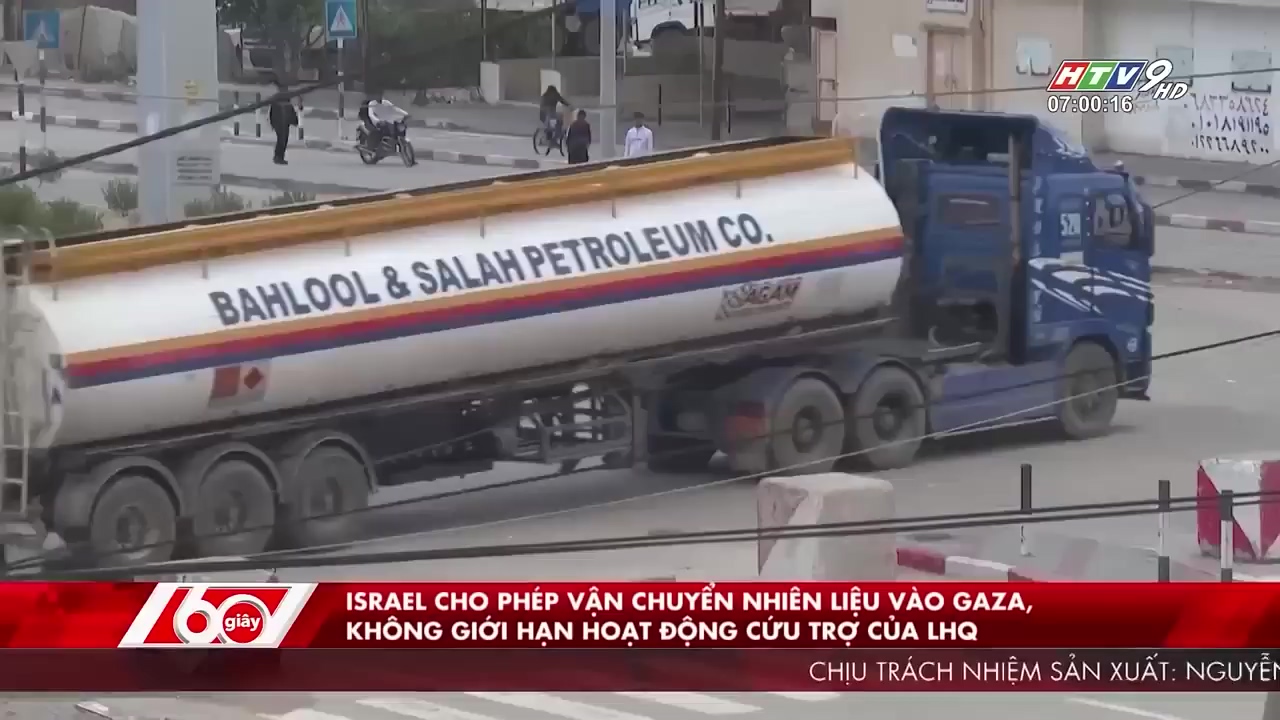 HTV9 HD
07:00:16
BAHLOOL & SALAH PETROLEUM CO.
520
60 giây
ISRAEL CHO PHÉP VẬN CHUYỂN NHIÊN LIỆU VÀO GAZA,
KHÔNG GIỚI HẠN HOẠT ĐỘNG CỨU TRỢ CỦA LHQ
CHỊU TRÁCH NHIỆM SẢN XUẤT: NGUYỄN